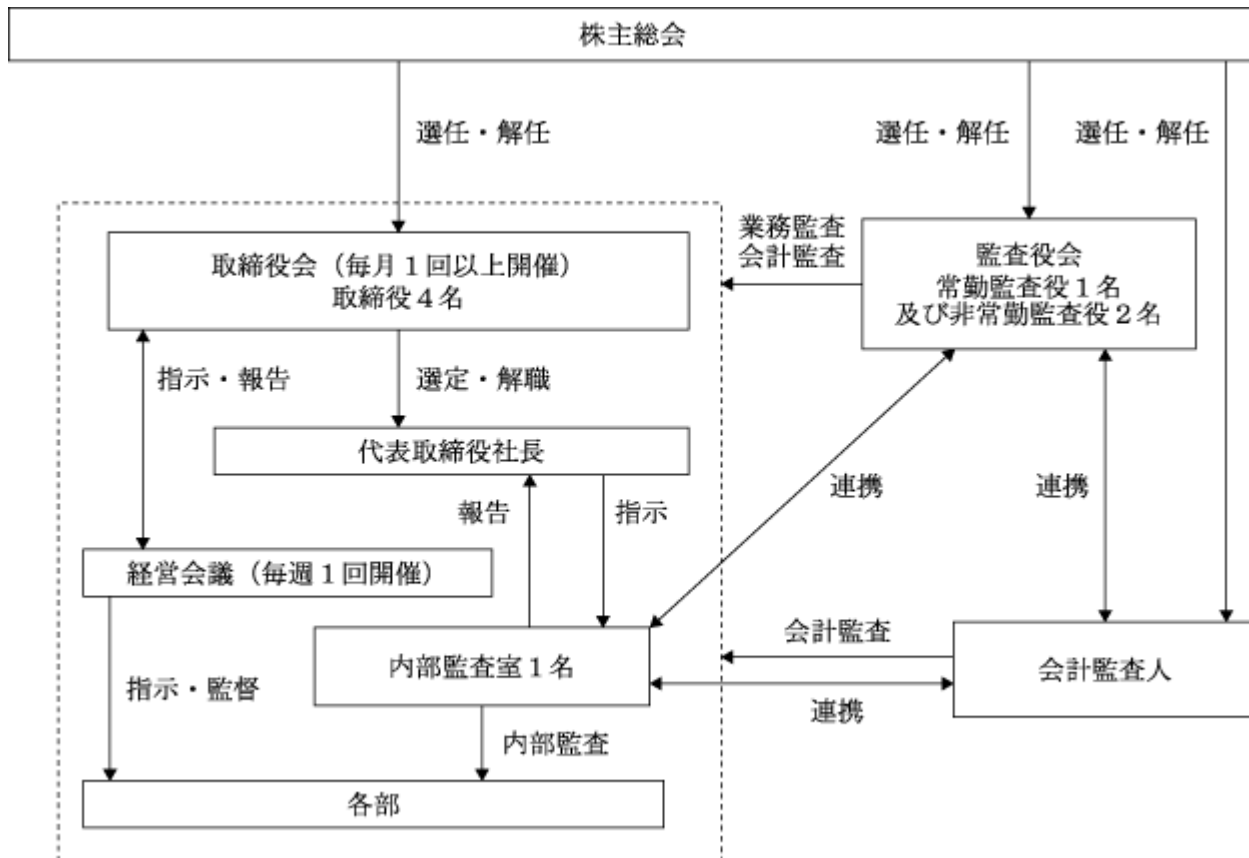 株主総会
選任・解任
選任・解任
選任・解任
取締役会（毎月１回以上開催）
取締役４名
業務監査
会計監査
監査役会
常勤監査役１名
及び非常勤監査役２名
指示・報告
選定・解職
代表取締役社長
報告
指示
連携
連携
経営会議（毎週１回開催）
内部監査室１名
会計監査
会計監査人
指示・監督
連携
内部監査
各部